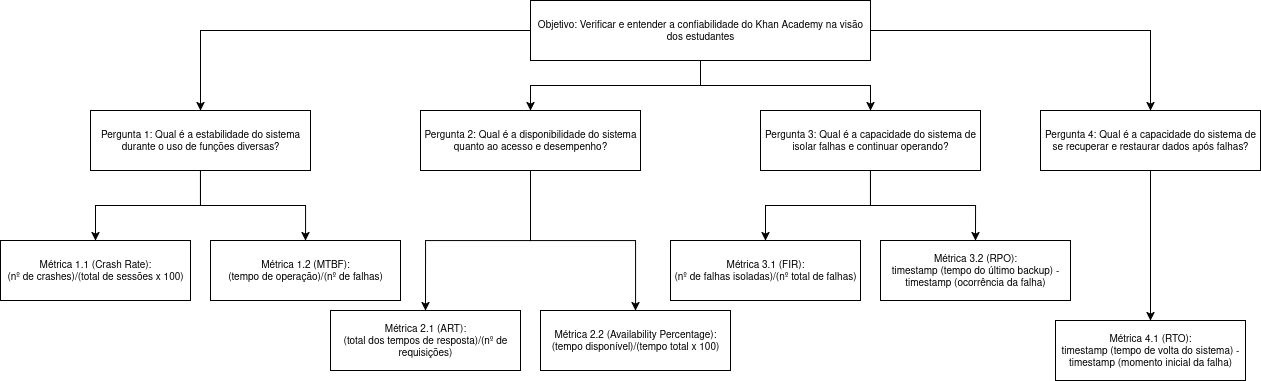 Objetivo: Verificar e entender a confiabilidade do Khan Academy na visão
dos estudantes
Pergunta 1: Qual é a estabilidade do sistema
durante o uso de funções diversas?
Pergunta 2: Qual é a disponibilidade do sistema
quanto ao acesso e desempenho?
Pergunta 3: Qual é a capacidade do sistema de
isolar falhas e continuar operando?
Pergunta 4: Qual é a capacidade do sistema de
se recuperar e restaurar dados após falhas?
Métrica 1.1 (Crash Rate):
(nº de crashes)/(total de sessões x 100)
Métrica 1.2 (MTBF):
(tempo de operação)/(nº de falhas)
Métrica 2.1 (ART):
(total dos tempos de resposta)/(nº de
requisições)
Métrica 2.2 (Availability Percentage):
(tempo disponível)/(tempo total x 100)
Métrica 3.1 (FIR):
(nº de falhas isoladas)/(nº total de falhas)
Métrica 3.2 (RPO):
timestamp (tempo do último backup) -
timestamp (ocorrência da falha)
Métrica 4.1 (RTO):
timestamp (tempo de volta do sistema) -
timestamp (momento inicial da falha)